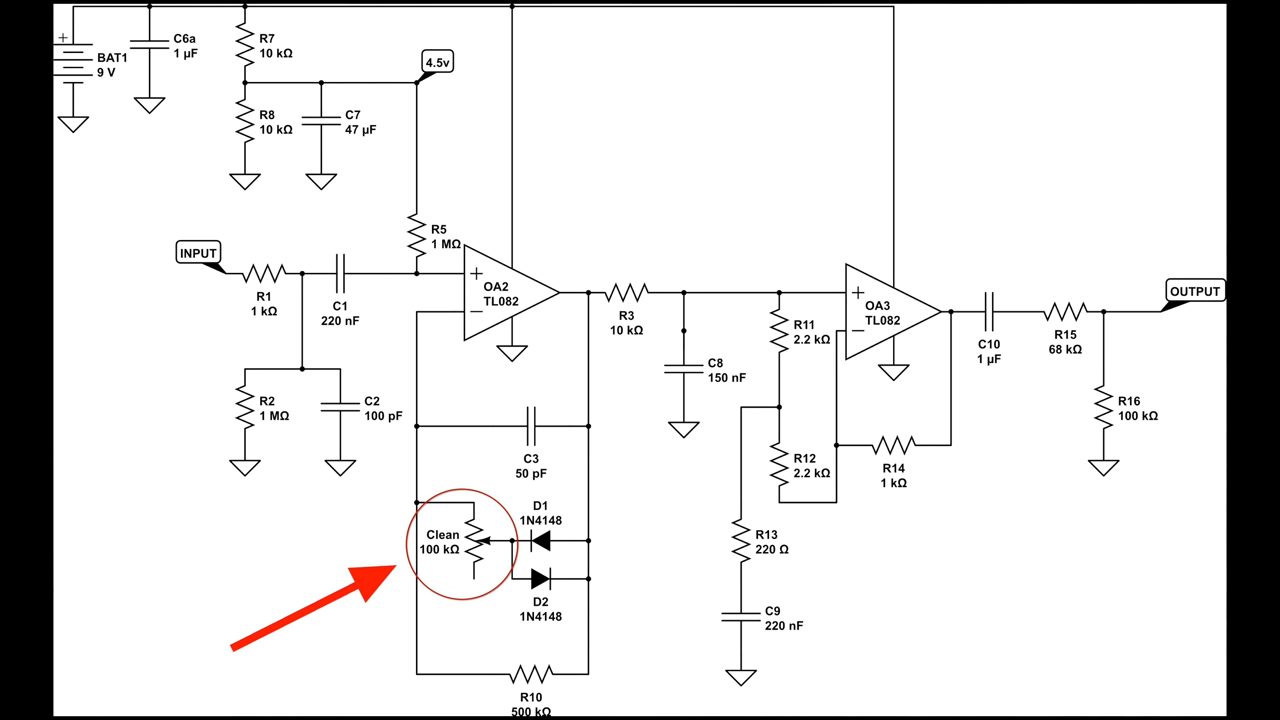 +
BAT1
9 V
C6a
1 µF
R7
10 kΩ
4.5v
R8
10 kΩ
C7
47 µF
R5
1 MΩ
INPUT
R1
1 kΩ
C1
220 nF
+
OA2
TL082
−
R3
10 kΩ
R2
1 MΩ
C2
100 pF
C3
50 pF
Clean
100 kΩ
D1
1N4148
D2
1N4148
R10
500 kΩ
C8
150 nF
R11
2.2 kΩ
R12
2.2 kΩ
R13
220 Ω
C9
220 nF
+
OA3
TL082
−
R14
1 kΩ
C10
1 µF
R15
68 kΩ
OUTPUT
R16
100 kΩ